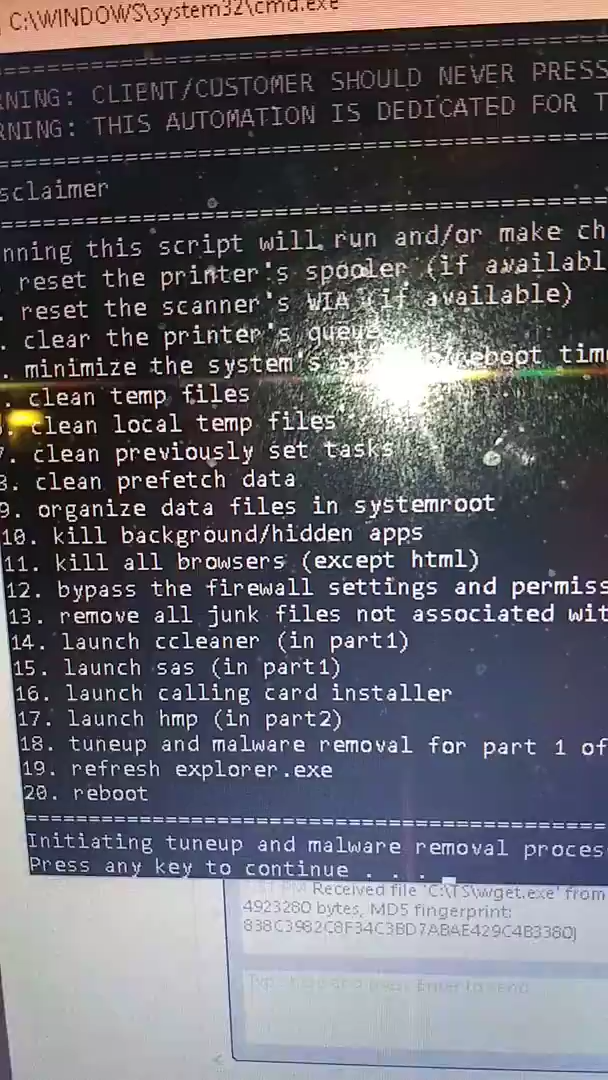 C:\WINDOWS\system32\cmd.exe
RNING: CLIENT/CUSTOMER SHOULD NEVER PRESS
RNING: THIS AUTOMATION IS DEDICATED FOR T
sclaimer
nning this script will run and/or make ch
reset the printer's spooler (if availabl
. reset the scanner's WIA (if available)
. clear the printer's queue
. minimize the system's reboot time
. clean temp files
clean local temp files
7. clean previously set tasks
8. clean prefetch data
9. organize data files in systemroot
10. kill background/hidden apps
11. kill all browsers (except html)
12. bypass the firewall settings and permiss
13. remove all junk files not associated wit
14. launch ccleaner (in part1)
15. launch sas (in part1)
16. launch calling card installer
17. launch hmp (in part2)
18. tuneup and malware removal for part 1 of
19. refresh explorer.exe
20. reboot
Initiating tuneup and malware removal proces
Press any key to continue . . .
PM Received file 'C:\TS\wget.exe' from
4923280 bytes, MD5 fingerprint:
838C3982C8F34C3BD7ABAE429C4B3380)